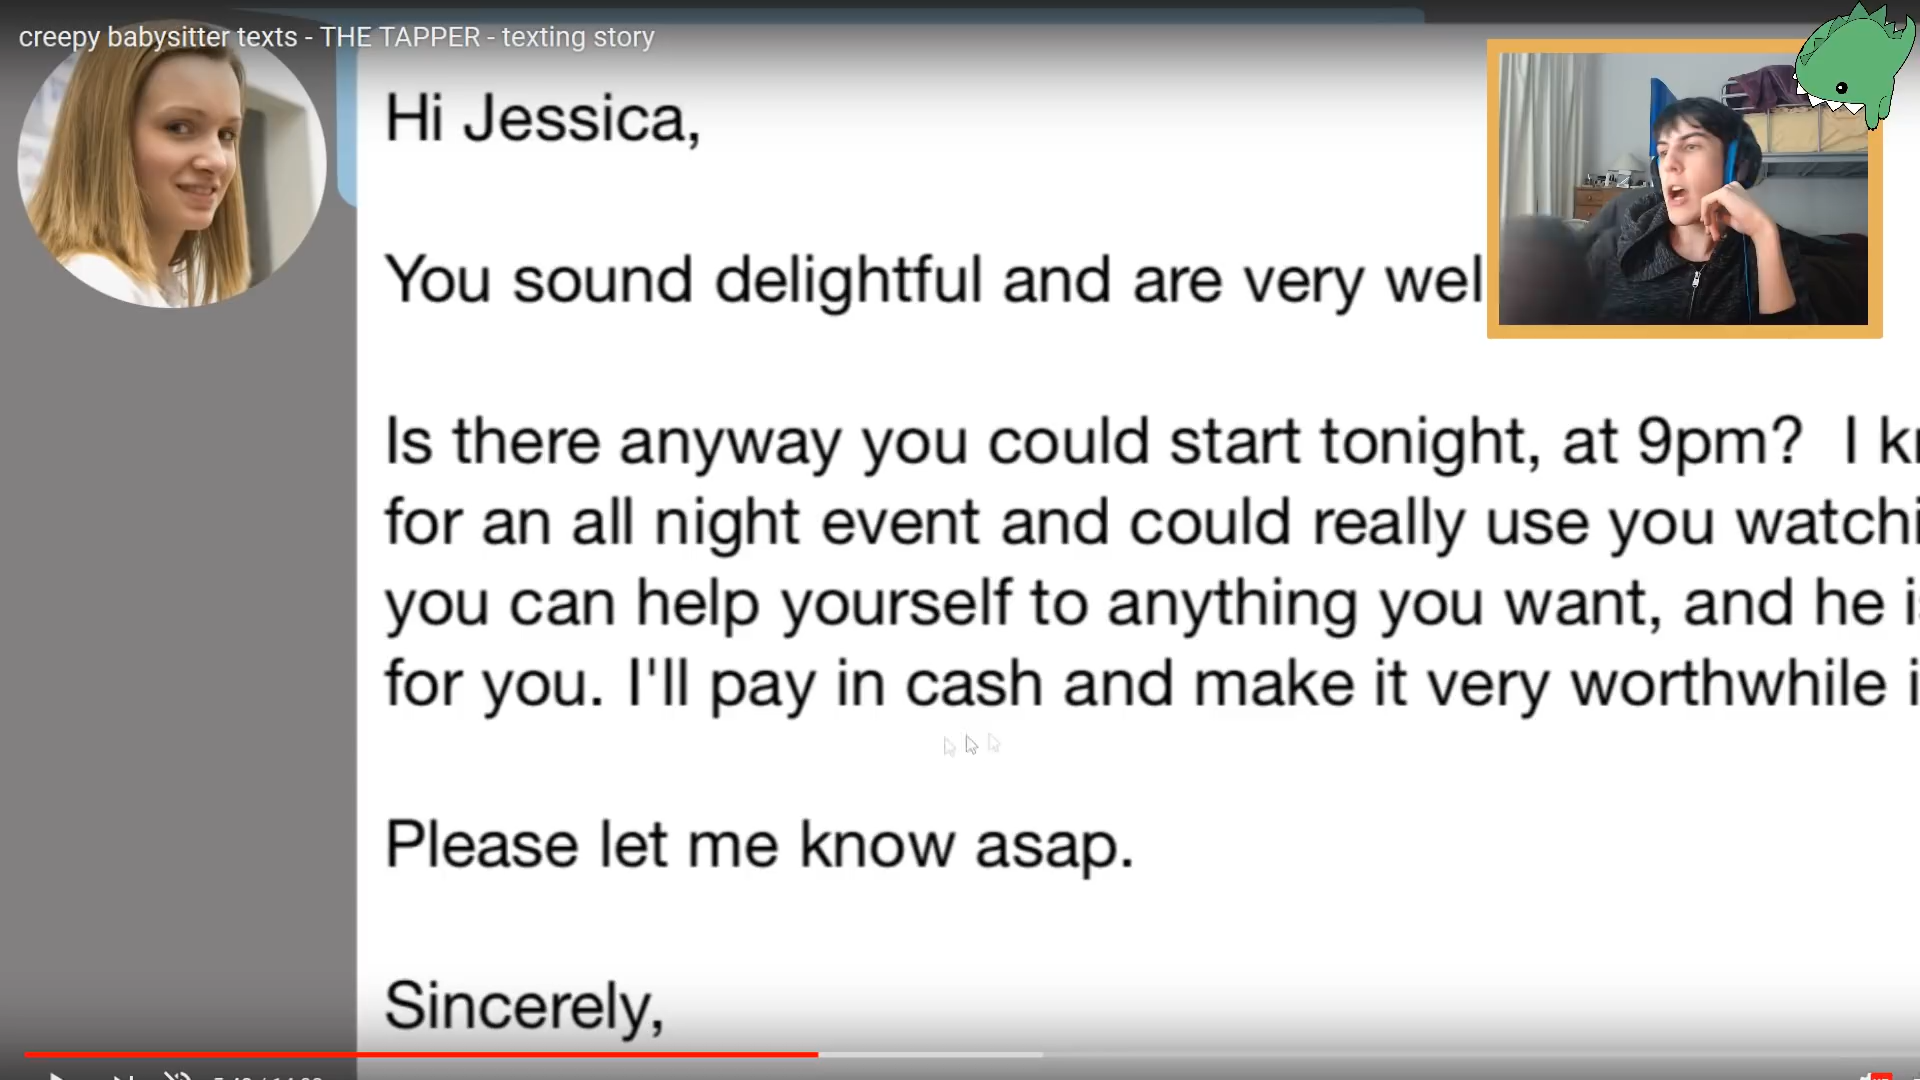 creepy babysitter texts - THE TAPPER - texting story
Hi Jessica,
You sound delightful and are very
Is there anyway you could start tonight, at 9pm? I
for an all night event and could really use you
you can help yourself to anything you want, and he
for you. I'll pay in cash and make it very worthwhile
Please let me know asap.
Sincerely,